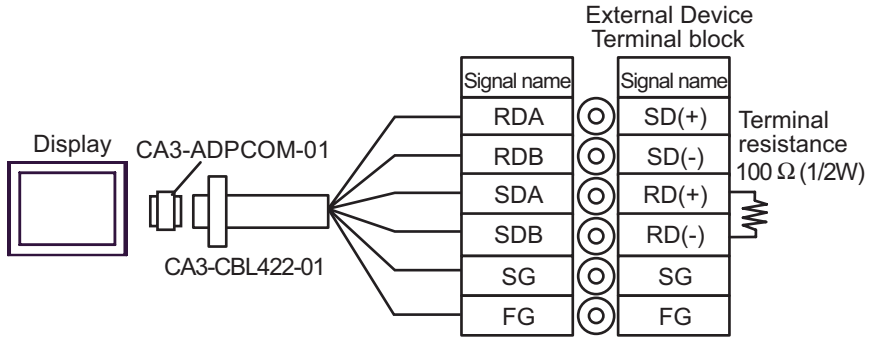 External Device
Terminal block
Signal name Signal name
RDA SD(+)
RDB SD(-)
SDA RD(+)
SDB RD(-)
SG SG
FG FG
Terminal
resistance
100 Ω (1/2W)
Display
CA3-ADPCOM-01
CA3-CBL422-01